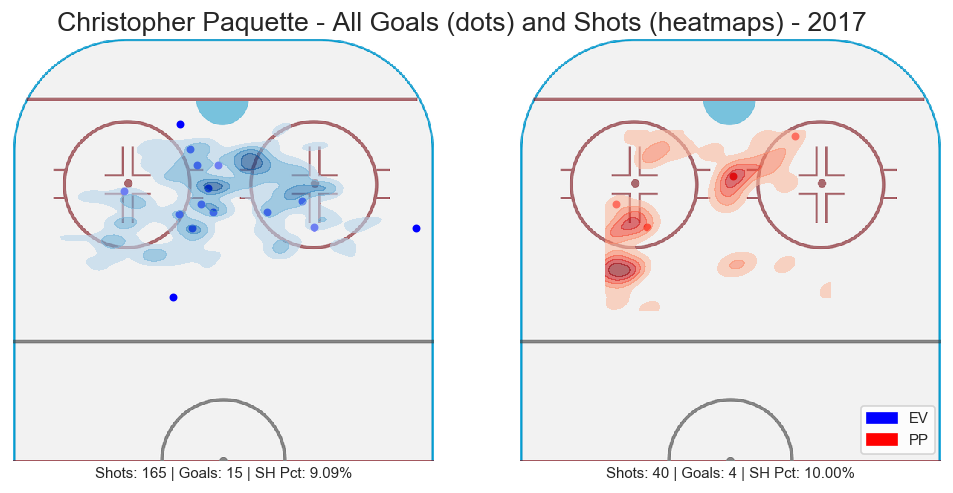 Christopher Paquette - All Goals (dots) and Shots (heatmaps) - 2017
EV
PP
Shots: 165 | Goals: 15 | SH Pct: 9.09%
Shots: 40 | Goals: 4 | SH Pct: 10.00%